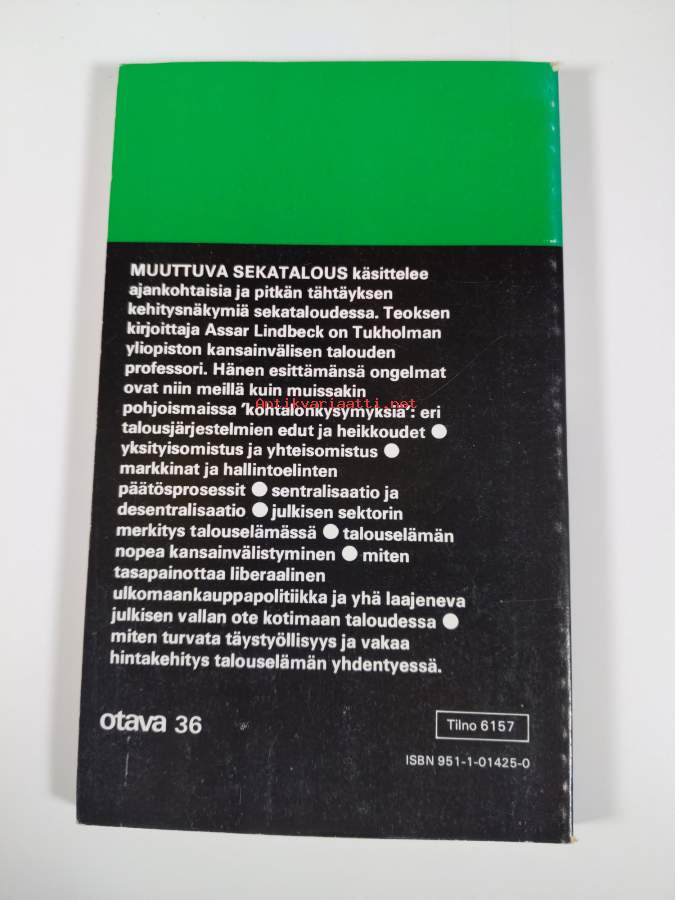 MUUTTUVA SEKATALOUS käsittelee
ajankohtaisia ja pitkän tähtäyksen
kehitysnäkymiä sekataloudessa. Teoksen
kirjoittaja Assar Lindbeck on Tukholman
yliopiston kansainvälisen talouden
professori. Hänen esittämänsä ongelmat
ovat niin meillä kuin muissakin
Antikvariaatti.net
pohjoismaissa 'kohtalonkysymyksiä': eri
talousjärjestelmien edut ja heikkoudet ●
yksityisomistus ja yhteisomistus ●
markkinat ja hallintoelinten
päätösprosessit ● sentralisaatio ja
desentralisaatio ● julkisen sektorin
merkitys talouselämässä ● talouselämän
nopea kansainvälistyminen ● miten
tasapainottaa liberaalinen
ulkomaankauppapolitiikka ja yhä laajeneva
julkisen vallan ote kotimaan taloudessa ●
miten turvata täystyöllisyys ja vakaa
hintakehitys talouselämän yhdentyessä.
otava 36
Tilno 6157
ISBN 951-1-01425-0